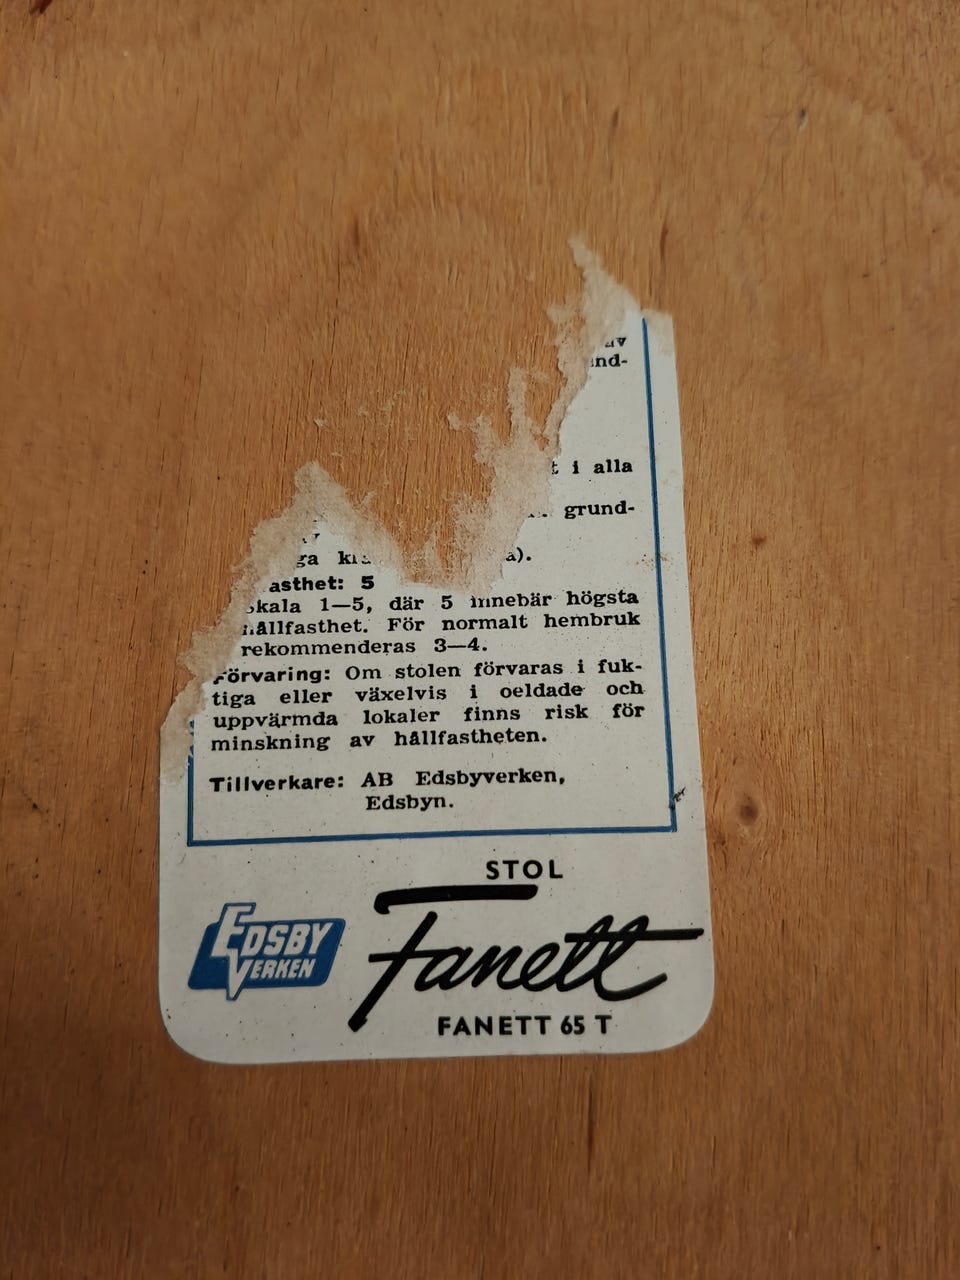 i alla
grund-
asthet: 5
skala 1—5, där 5 innebär högsta
hållfasthet. För normalt hembruk
rekommenderas 3—4.
Förvaring: Om stolen förvaras i fuk-
tiga eller växelvis i oeldade och
uppvärmda lokaler finns risk för
minskning av hållfastheten.
Tillverkare: AB Edsbyverken,
Edsbyn.
STOL
EDSBY
VERKEN
Fanett
FANETT 65 T